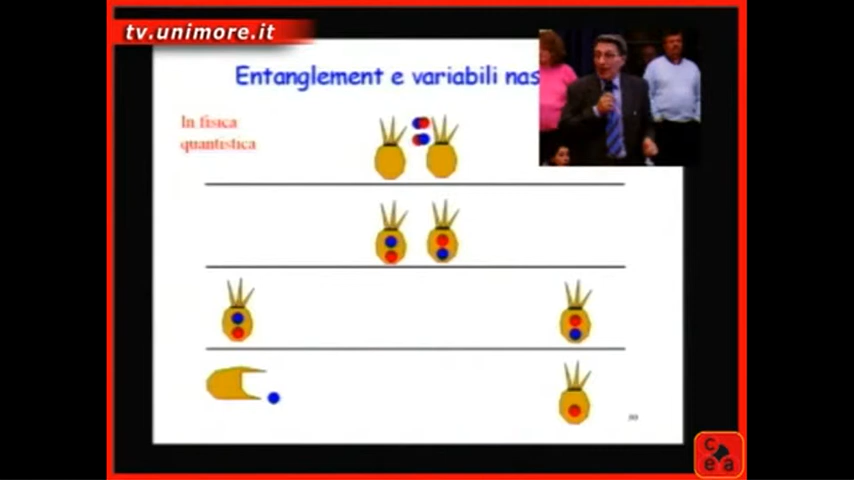 tv.unimore.it
Entanglement e variabili nas
In fisica
quantistica
c
e a